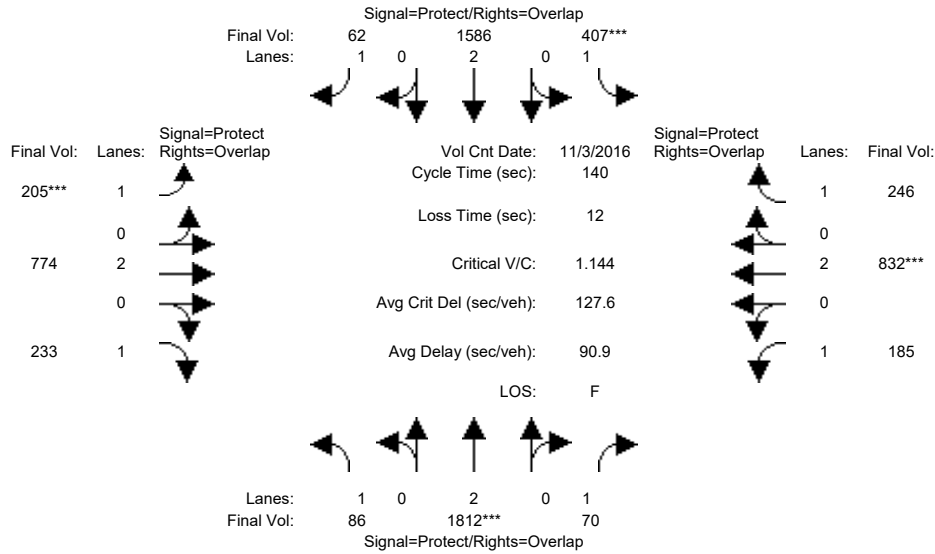 Signal=Protect/Rights=Overlap
Final Vol: 62 1586 407***
Lanes: 1 0 2 0 1
Signal=Protect
Final Vol: Lanes: Rights=Overlap
Vol Cnt Date: 11/3/2016
Signal=Protect
Rights=Overlap Lanes: Final Vol:
Cycle Time (sec): 140
205*** 1
1 246
Loss Time (sec): 12
0
0
774 2
Critical V/C: 1.144
2 832***
0
Avg Crit Del (sec/veh): 127.6
0
233 1
Avg Delay (sec/veh): 90.9
1 185
LOS: F
Lanes: 1 0 2 0 1
Final Vol: 86 1812*** 70
Signal=Protect/Rights=Overlap